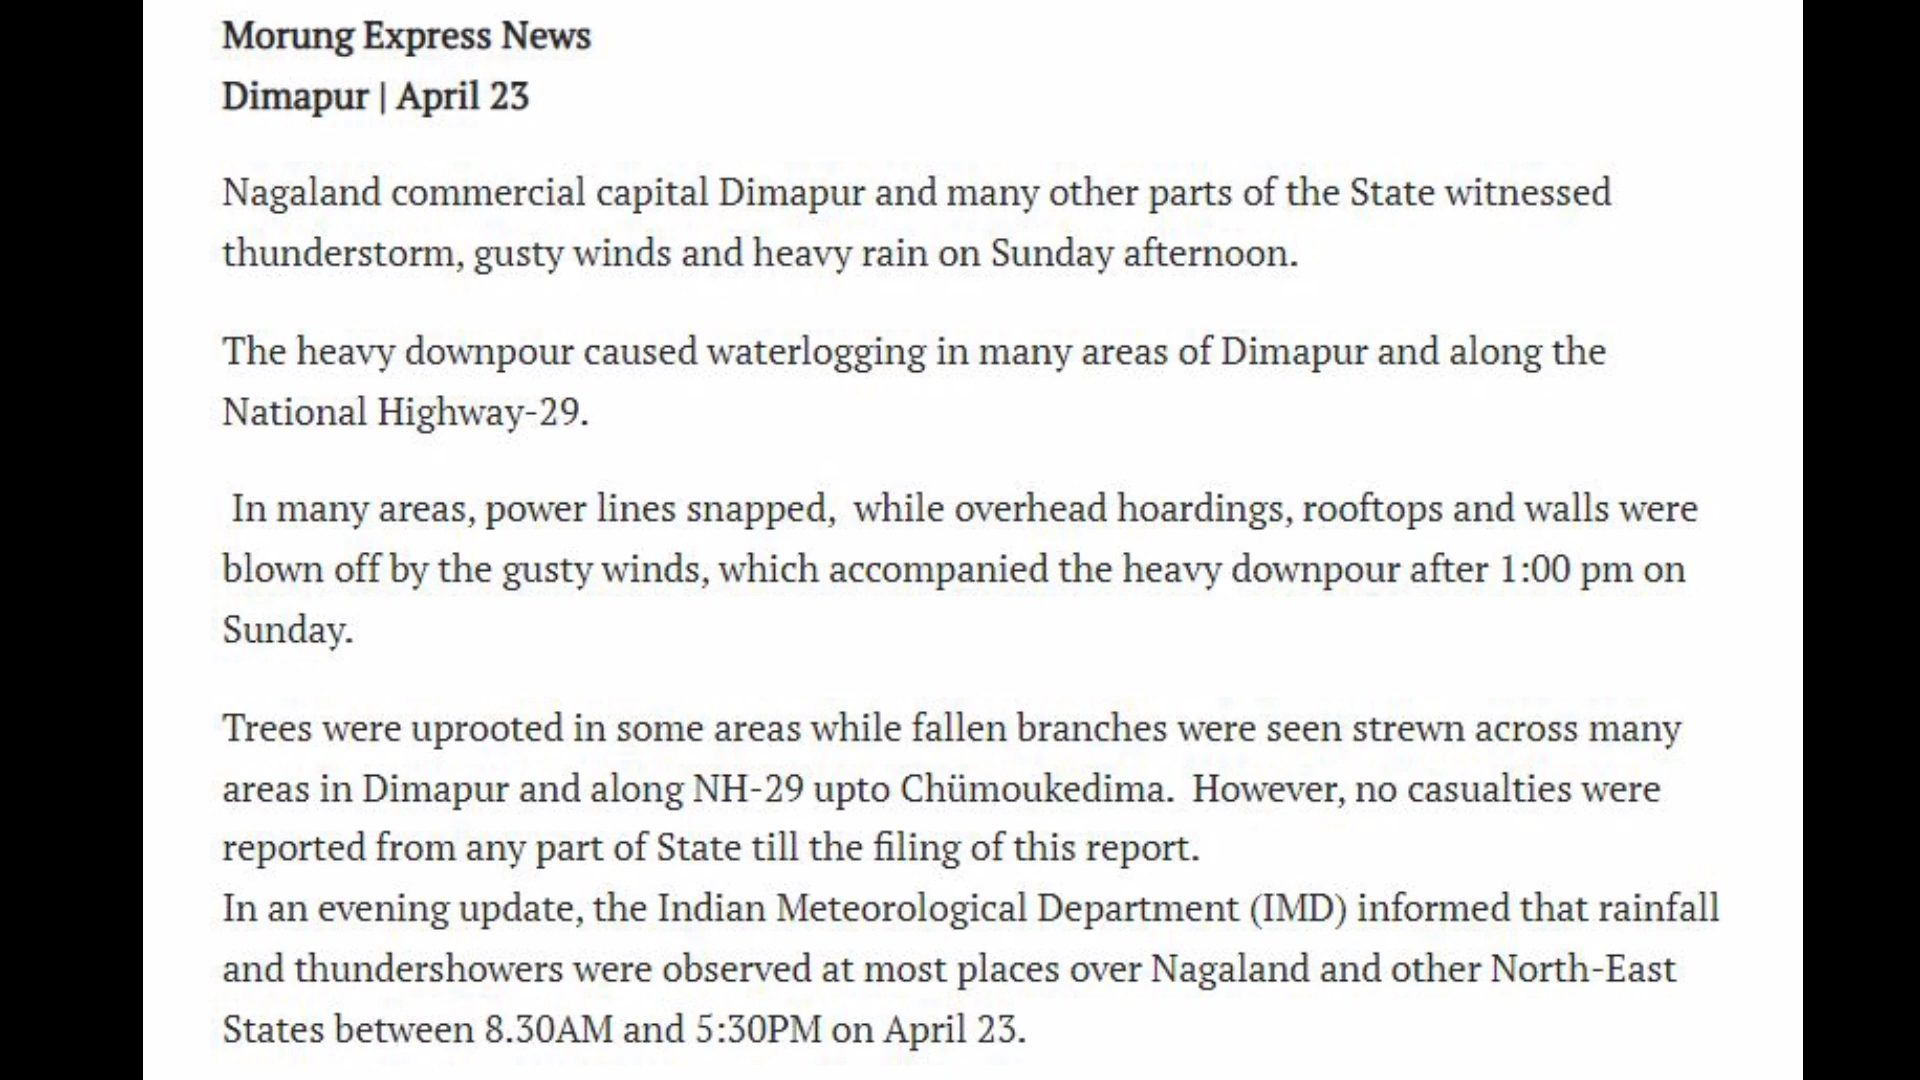 Morung Express News
Dimapur | April 23
Nagaland commercial capital Dimapur and many other parts of the State witnessed
thunderstorm, gusty winds and heavy rain on Sunday afternoon.
The heavy downpour caused waterlogging in many areas of Dimapur and along the
National Highway-29.
In many areas, power lines snapped, while overhead hoardings, rooftops and walls were
blown off by the gusty winds, which accompanied the heavy downpour after 1:00 pm on
Sunday.
Trees were uprooted in some areas while fallen branches were seen strewn across many
areas in Dimapur and along NH-29 upto Chümoukedima. However, no casualties were
reported from any part of State till the filing of this report.
In an evening update, the Indian Meteorological Department (IMD) informed that rainfall
and thundershowers were observed at most places over Nagaland and other North-East
States between 8.30AM and 5:30PM on April 23.